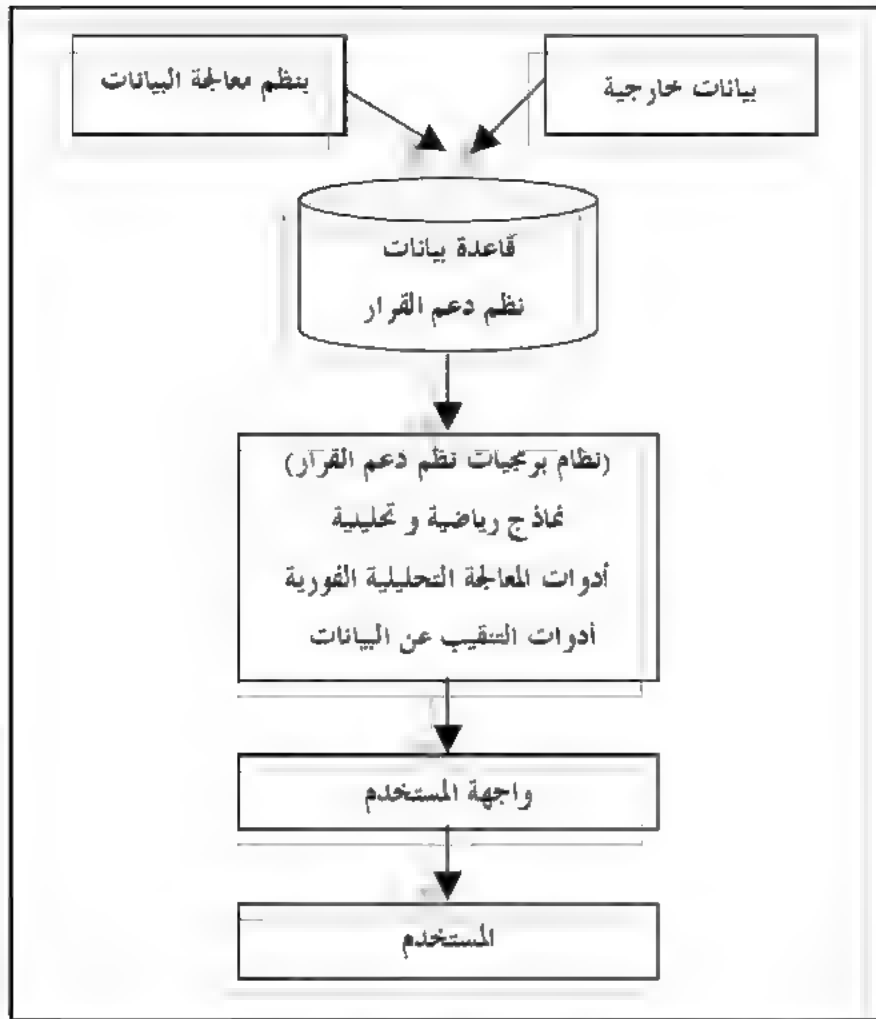 بيانات خارجية
ينظم معالجة البيانات
قاعدة بيانات
نظم دعم القرار
(نظام برمجيات نظم دعم القرار)
نماذج رياضية و تحليلية
أدوات المعالجة التحليلية الفورية
أدوات التنقيب عن البيانات
واجهة المستخدم
المستخدم